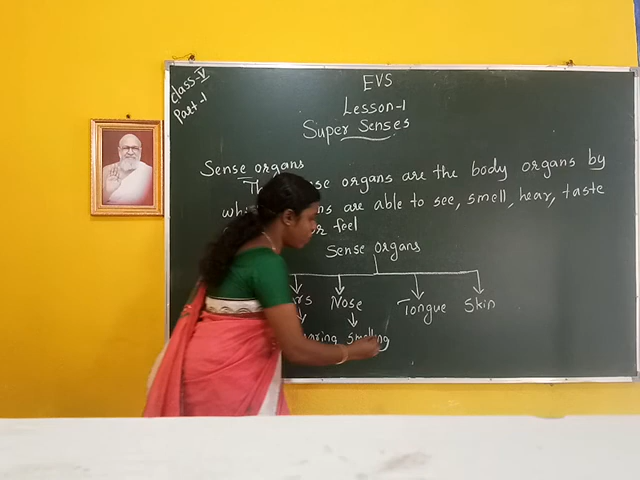 Class-V
Part-1
EVS
Lesson-1
Super Senses
Sense organs
organs are the body organs by
are able to see, smell, hear, taste
feel
Sense Organs
Nose Tongue Skin
Smelling